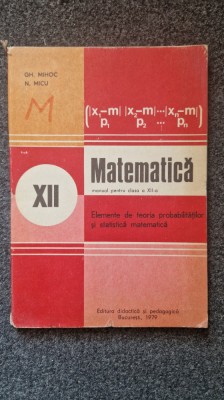 GH. MIHOC
N. MICU
M
(|x₁–m| |x₂–m| ... |xₙ–m|
p₁ p₂ ... pₙ)
XII
Matematică
manual pentru clasa a XII-a
Elemente de teoria probabilităților
și statistică matematică
Editura didactică și pedagogică
București, 1979